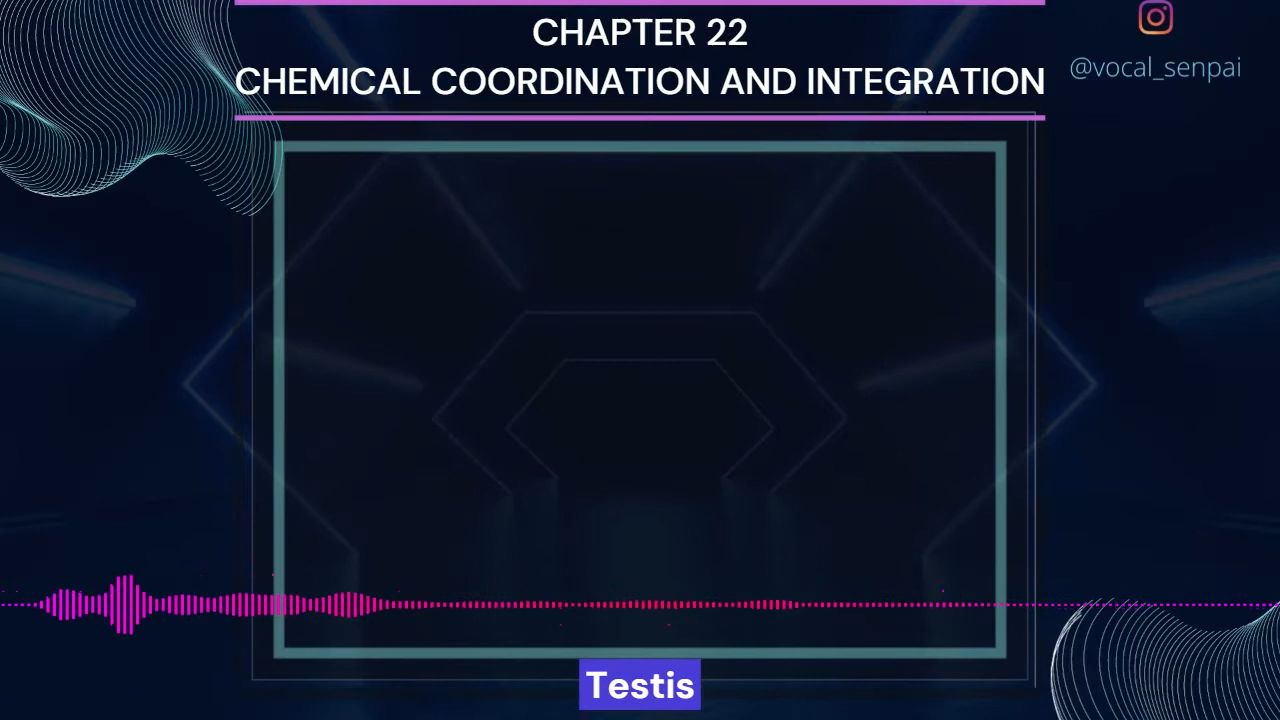 CHAPTER 22
CHEMICAL COORDINATION AND INTEGRATION
@vocal_senpai
Testis